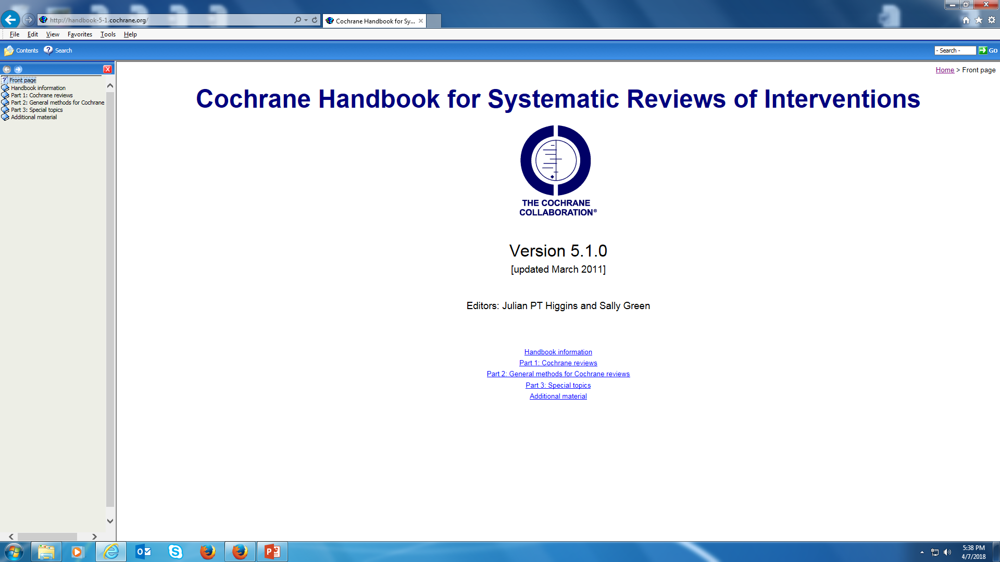 http://handbook-5-1.cochrane.org/
Cochrane Handbook for Sy...
File Edit View Favorites Tools Help
Contents Search
- Search - GO
Home > Front page
Front page
Handbook information
Part 1: Cochrane reviews
Part 2: General methods for Cochrane
Part 3: Special topics
Additional material
Cochrane Handbook for Systematic Reviews of Interventions
THE COCHRANE
COLLABORATION®
Version 5.1.0
[updated March 2011]
Editors: Julian PT Higgins and Sally Green
Handbook information
Part 1: Cochrane reviews
Part 2: General methods for Cochrane reviews
Part 3: Special topics
Additional material
5:38 PM
4/7/2018